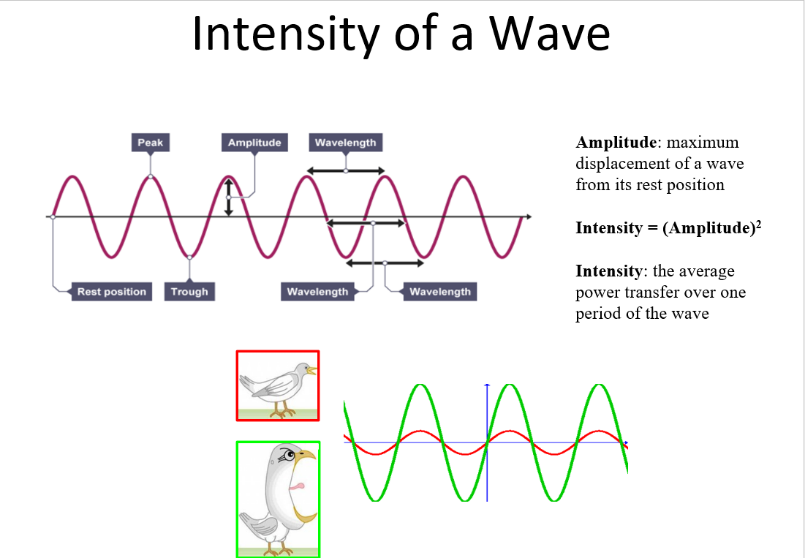 Intensity of a Wave
Peak
Amplitude
Wavelength
Rest position
Trough
Wavelength
Wavelength
Amplitude: maximum
displacement of a wave
from its rest position
Intensity = (Amplitude)²
Intensity: the average
power transfer over one
period of the wave